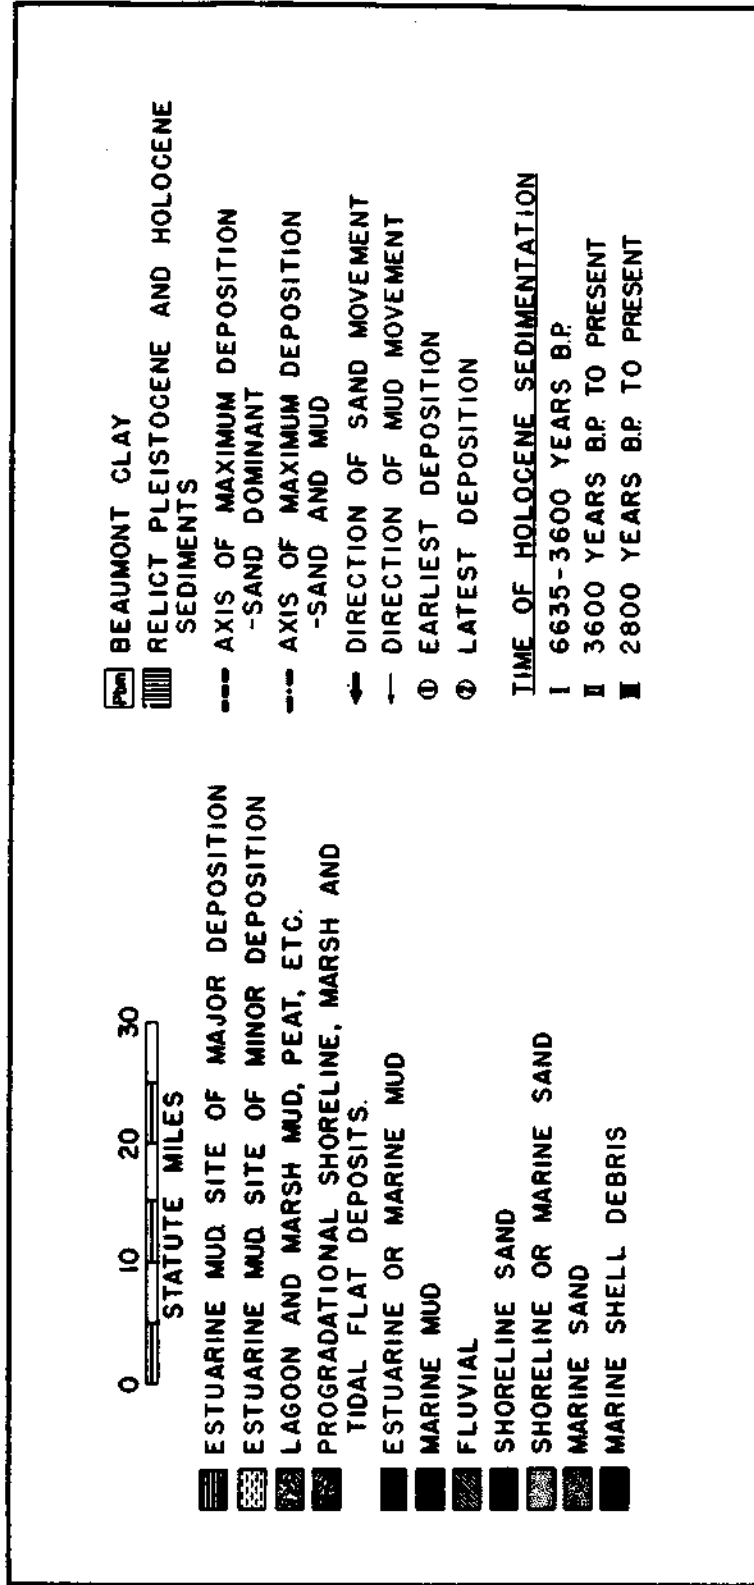 0 10 20 30
STATUTE MILES
ESTUARINE MUD. SITE OF MAJOR DEPOSITION
ESTUARINE MUD. SITE OF MINOR DEPOSITION
LAGOON AND MARSH MUD, PEAT, ETC.
PROGRADATIONAL SHORELINE, MARSH AND
TIDAL FLAT DEPOSITS.
ESTUARINE OR MARINE MUD
MARINE MUD
FLUVIAL
SHORELINE SAND
SHORELINE OR MARINE SAND
MARINE SAND
MARINE SHELL DEBRIS
Pbm BEAUMONT CLAY
RELICT PLEISTOCENE AND HOLOCENE
SEDIMENTS
AXIS OF MAXIMUM DEPOSITION
-SAND DOMINANT
AXIS OF MAXIMUM DEPOSITION
-SAND AND MUD
DIRECTION OF SAND MOVEMENT
DIRECTION OF MUD MOVEMENT
① EARLIEST DEPOSITION
② LATEST DEPOSITION
TIME OF HOLOCENE SEDIMENTATION
I 6635-3600 YEARS B.P.
II 3600 YEARS B.P. TO PRESENT
III 2800 YEARS B.P. TO PRESENT